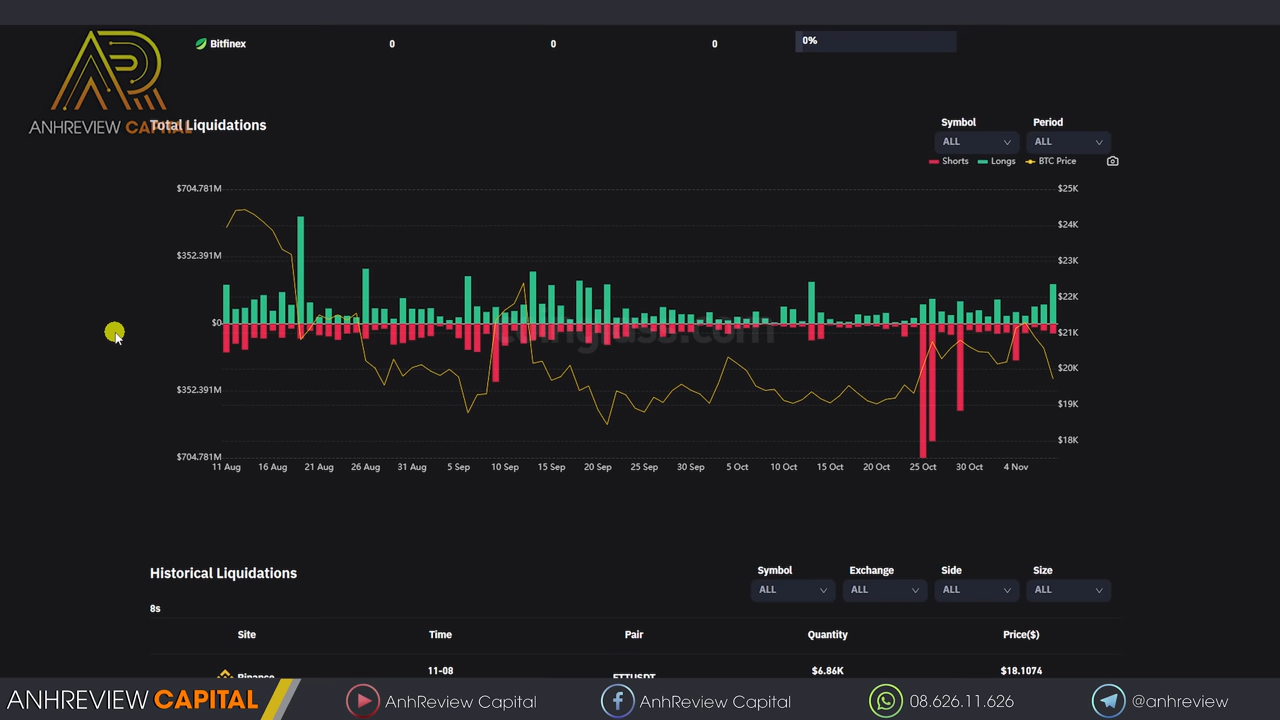 Bitfinex 0 0 0 0%
ANHREVIEW CAPITAL
Total Liquidations
Symbol Period
ALL ALL
Shorts Longs BTC Price
$704.781M $25K
$24K
$352.391M $23K
$22K
$0 $21K
coinglass.com
$20K
$352.391M
$19K
$18K
$704.781M
11 Aug 16 Aug 21 Aug 26 Aug 31 Aug 5 Sep 10 Sep 15 Sep 20 Sep 25 Sep 30 Sep 5 Oct 10 Oct 15 Oct 20 Oct 25 Oct 30 Oct 4 Nov
Historical Liquidations
Symbol Exchange Side Size
ALL ALL ALL ALL
8s
Site Time Pair Quantity Price($)
Binance 11-08 FTTUSDT $6.86K $18.1074
ANHREVIEW CAPITAL AnhReview Capital AnhReview Capital 08.626.11.626 @anhreview